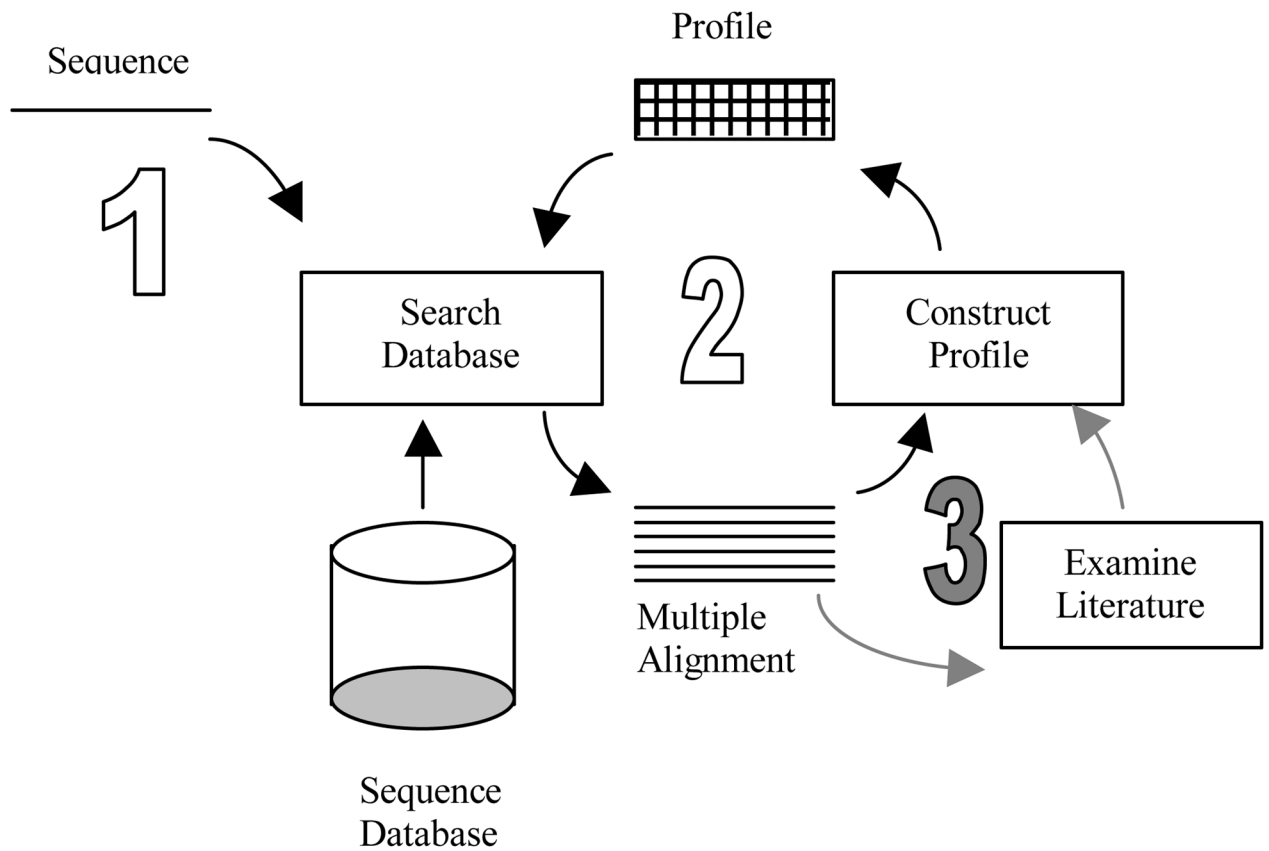 Profile
Sequence
1
2
Search
Database
Construct
Profile
3
Examine
Literature
Multiple
Alignment
Sequence
Database